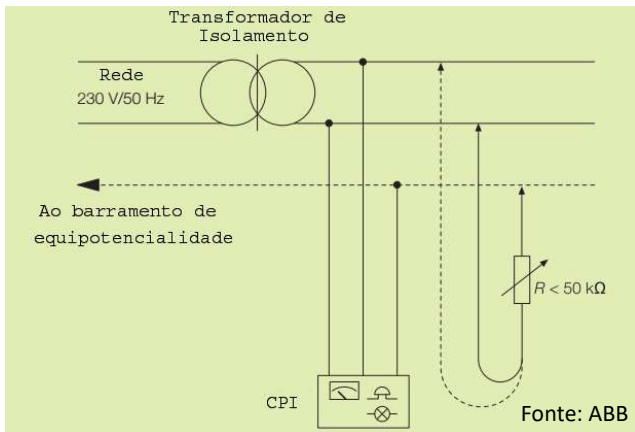 Transformador de
Isolamento
Rede
230 V/50 Hz
Ao barramento de
equipotencialidade
R < 50 kΩ
CPI
Fonte: ABB